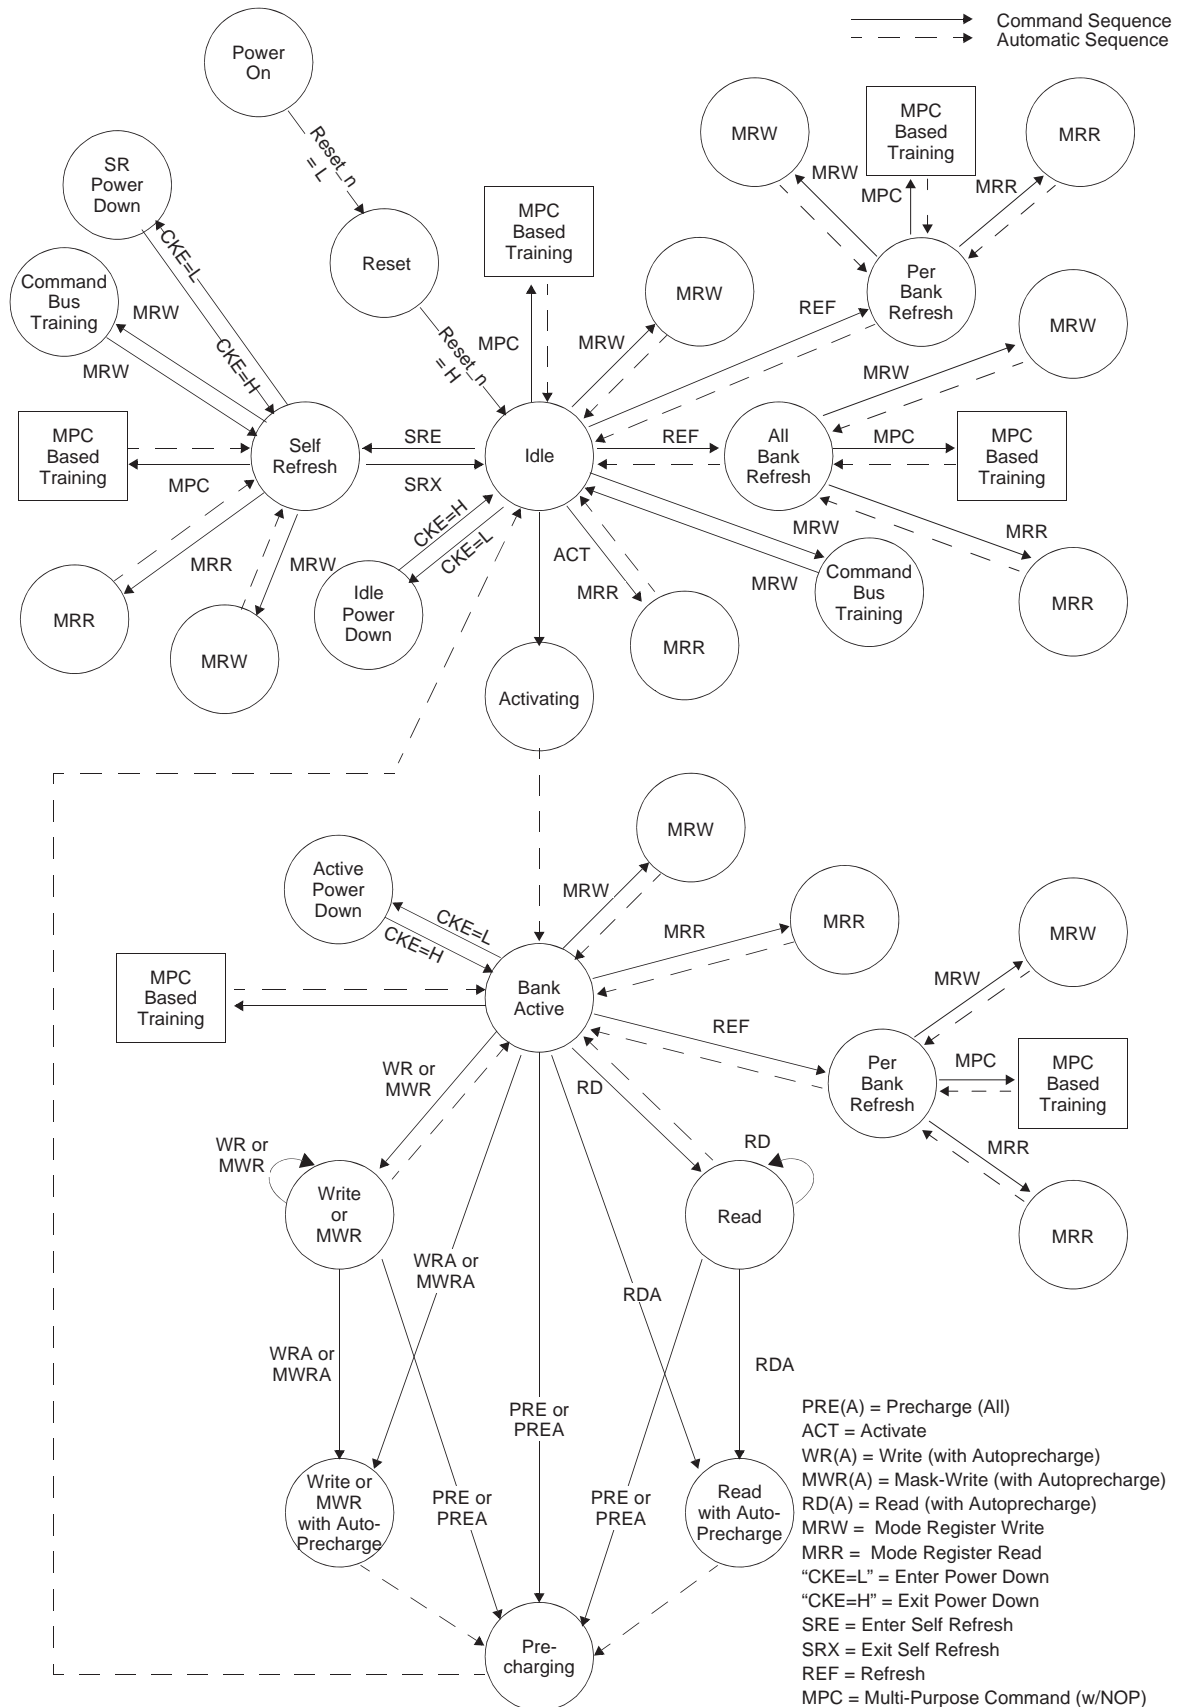 Command Sequence
Automatic Sequence
Power
On
Reset_n
= L
MRW
MPC
Based
Training
MRR
SR
Power
Down
MRW
MPC
MRR
MPC
Based
Training
Reset
CKE=L
Command
Bus
Training
MRW
MRW
Per
Bank
Refresh
REF
MRW
Reset_n
= H
MPC
MRW
MRW
CKE=H
MRW
MPC
Based
Training
Self
Refresh
SRE
Idle
REF
All
Bank
Refresh
MPC
MPC
Based
Training
MPC
SRX
CKE=H
CKE=L
MRW
MRR
MRR
MRW
ACT
MRR
MRW
Command
Bus
Training
Idle
Power
Down
MRR
MRW
MRR
MRR
Activating
MRW
Active
Power
Down
MRW
CKE=L
CKE=H
MRR
MRR
MRW
MPC
Based
Training
Bank
Active
MRW
REF
WR or
MWR
RD
Per
Bank
Refresh
MPC
MPC
Based
Training
WR or
MWR
RD
MRR
Write
or
MWR
Read
MRR
WRA or
MWRA
RDA
WRA or
MWRA
RDA
PRE or
PREA
Write or
MWR
with Auto-
Precharge
PRE or
PREA
PRE or
PREA
Read
with Auto-
Precharge
Pre-
charging
PRE(A) = Precharge (All)
ACT = Activate
WR(A) = Write (with Autoprecharge)
MWR(A) = Mask-Write (with Autoprecharge)
RD(A) = Read (with Autoprecharge)
MRW = Mode Register Write
MRR = Mode Register Read
“CKE=L” = Enter Power Down
“CKE=H” = Exit Power Down
SRE = Enter Self Refresh
SRX = Exit Self Refresh
REF = Refresh
MPC = Multi-Purpose Command (w/NOP)